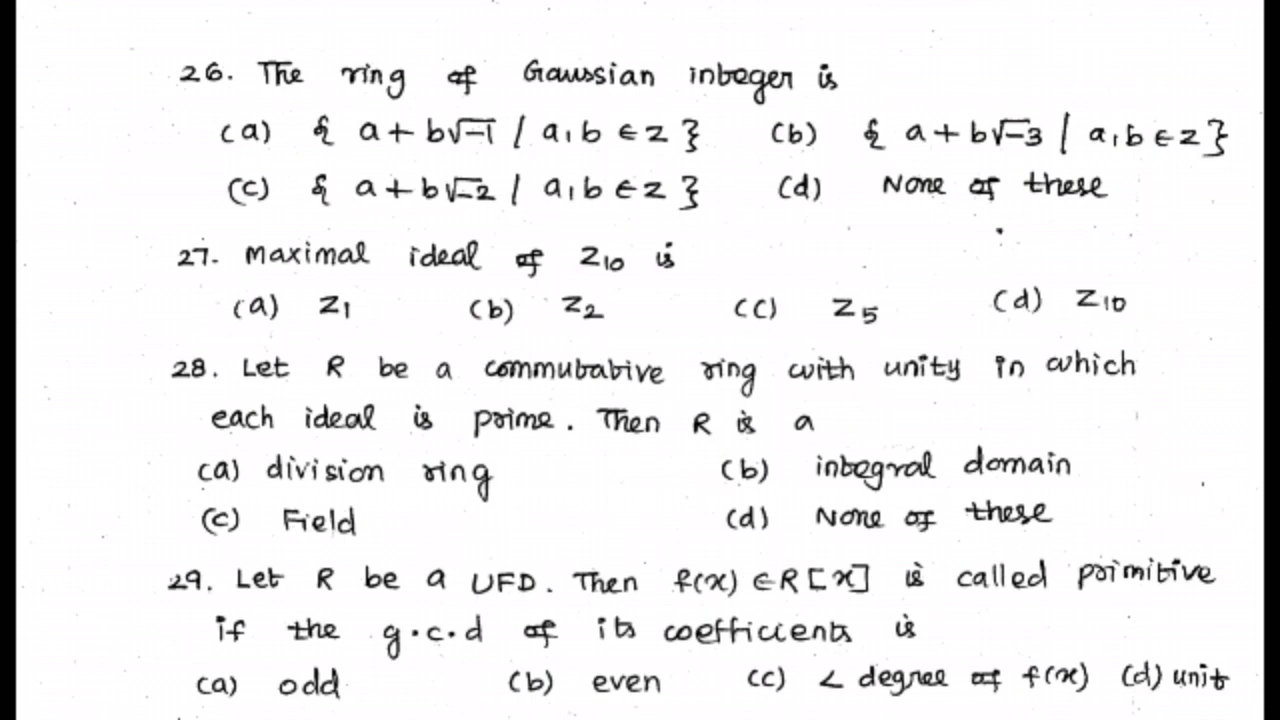 26. The ring of Gaussian integer is
(a) { a + b√-1 / a, b ∈ z } (b) { a + b√-3 / a, b ∈ z }
(c) { a + b√-2 / a, b ∈ z } (d) None of these
27. Maximal ideal of Z10 is
(a) Z1 (b) Z2 (c) Z5 (d) Z10
28. Let R be a commutative ring with unity in which
each ideal is prime. Then R is a
(a) division ring (b) integral domain
(c) Field (d) None of these
29. Let R be a UFD. Then f(x) ∈ R[x] is called primitive
if the g.c.d of its coefficients is
(a) odd (b) even (c) < degree of f(x) (d) unit